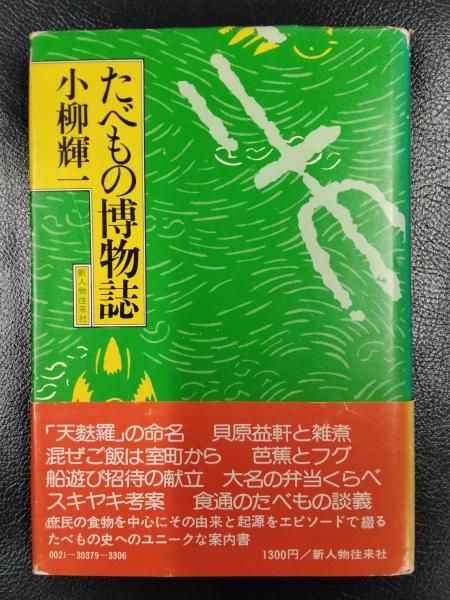 たべもの博物誌
小柳輝一
新人物往来社
「天麩羅」の命名　貝原益軒と雑煮
混ぜご飯は室町から　芭蕉とフグ
船遊び招待の献立　大名の弁当くらべ
スキヤキ考案　食通のたべもの談義
庶民の食物を中心にその由来と起源をエピソードで綴る
たべもの史へのユニークな案内書
0021-30379-3306
1300円/新人物往来社